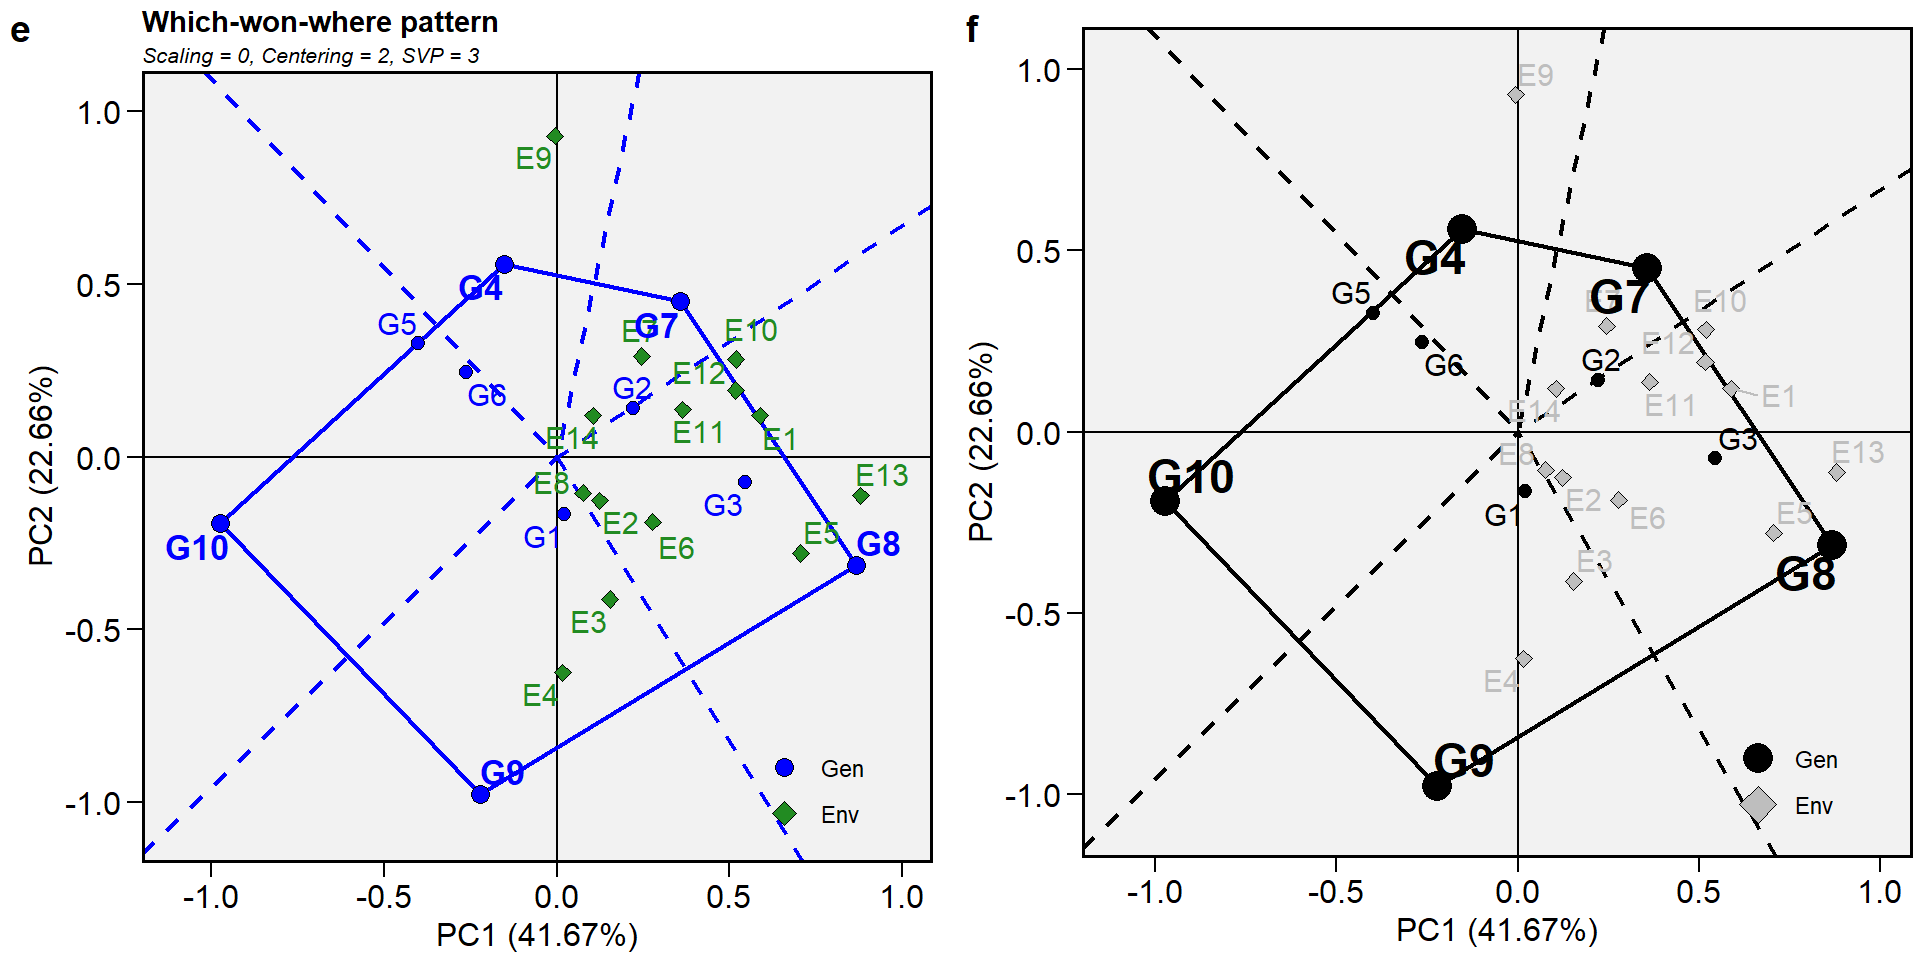 e
Which-won-where pattern
Scaling = 0, Centering = 2, SVP = 3
1.0
0.5
0.0
-0.5
-1.0
PC2 (22.66%)
E9
G4
G5
G6
E7
G7
E10
E12
G2
E11
E14
E1
E8
E13
G3
G1
E2
E6
E5
G8
G10
E3
E4
G9
Gen
Env
-1.0
-0.5
0.0
0.5
1.0
PC1 (41.67%)
f
1.0
0.5
0.0
-0.5
-1.0
PC2 (22.66%)
E9
G4
G5
G6
E7
G7
E10
E12
G2
E11
E1
E14
G3
E8
E13
G10
G1
E2
E6
E5
E3
G8
E4
G9
Gen
Env
-1.0
-0.5
0.0
0.5
1.0
PC1 (41.67%)